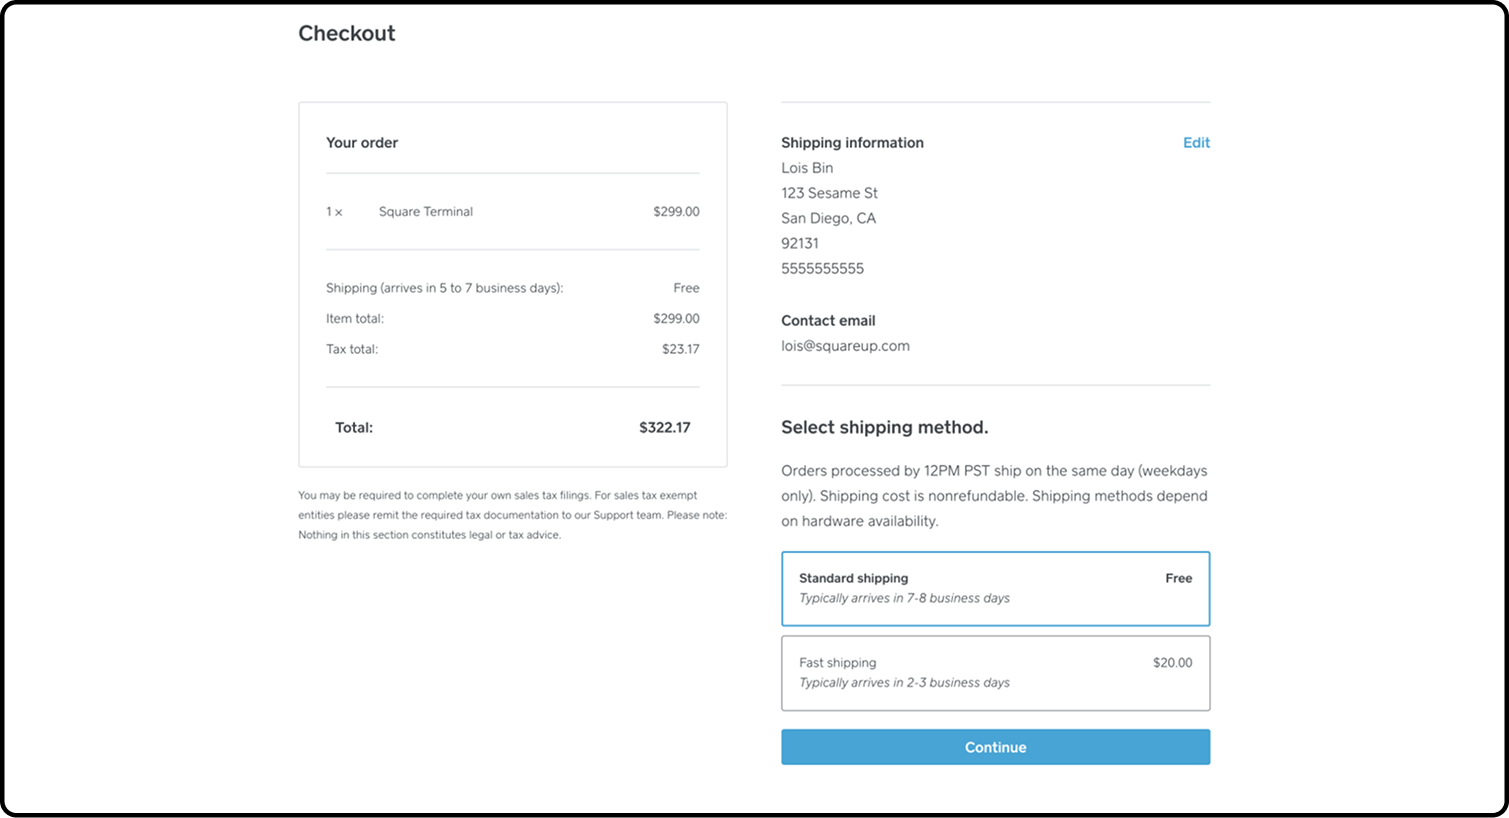 Checkout
Your order
1 × Square Terminal $299.00
Shipping (arrives in 5 to 7 business days): Free
Item total: $299.00
Tax total: $23.17
Total: $322.17
You may be required to complete your own sales tax filings. For sales tax exempt
entities please remit the required tax documentation to our Support team. Please note:
Nothing in this section constitutes legal or tax advice.
Shipping information Edit
Lois Bin
123 Sesame St
San Diego, CA
92131
5555555555
Contact email
lois@squareup.com
Select shipping method.
Orders processed by 12PM PST ship on the same day (weekdays
only). Shipping cost is nonrefundable. Shipping methods depend
on hardware availability.
Standard shipping Free
Typically arrives in 7-8 business days
Fast shipping $20.00
Typically arrives in 2-3 business days
Continue